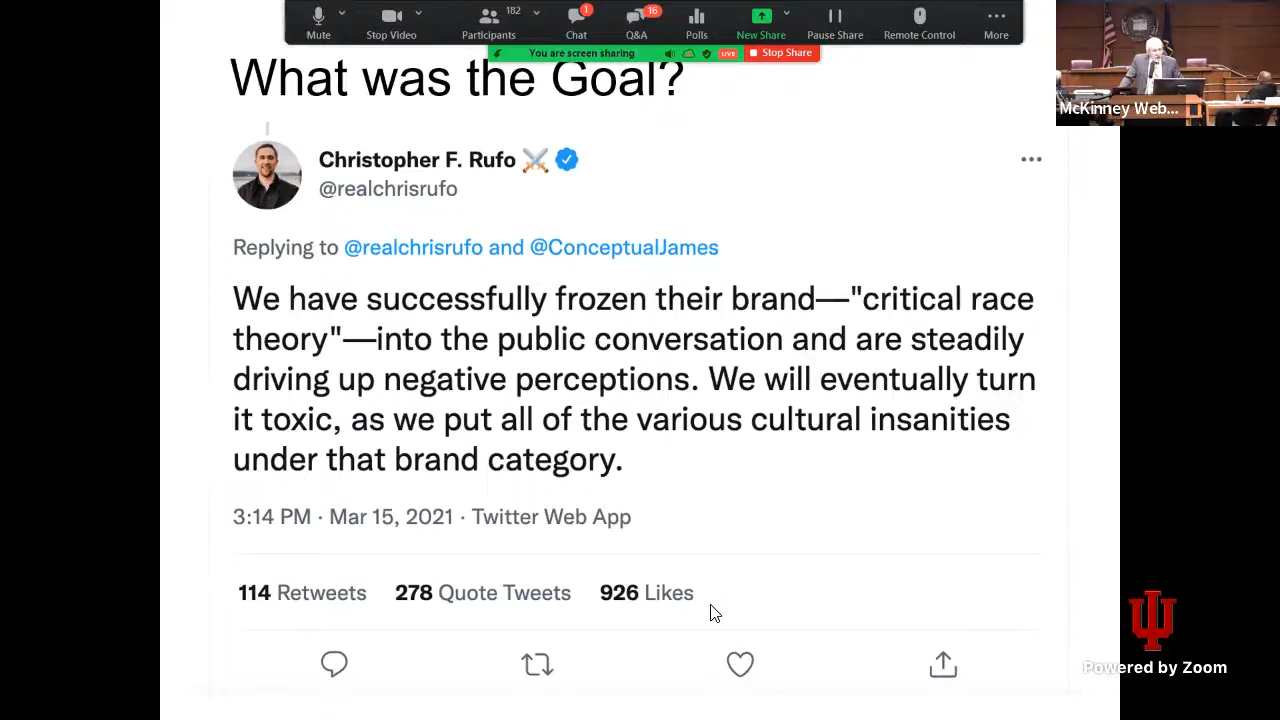 182
1
16
Mute
Stop Video
Participants
Chat
Q&A
Polls
New Share
Pause Share
Remote Control
More
You are screen sharing
LIVE
Stop Share
McKinney Web...
What was the Goal?
Christopher F. Rufo
@realchrisrufo
Replying to @realchrisrufo and @ConceptualJames
We have successfully frozen their brand—"critical race
theory"—into the public conversation and are steadily
driving up negative perceptions. We will eventually turn
it toxic, as we put all of the various cultural insanities
under that brand category.
3:14 PM · Mar 15, 2021 · Twitter Web App
114 Retweets 278 Quote Tweets 926 Likes
Powered by Zoom